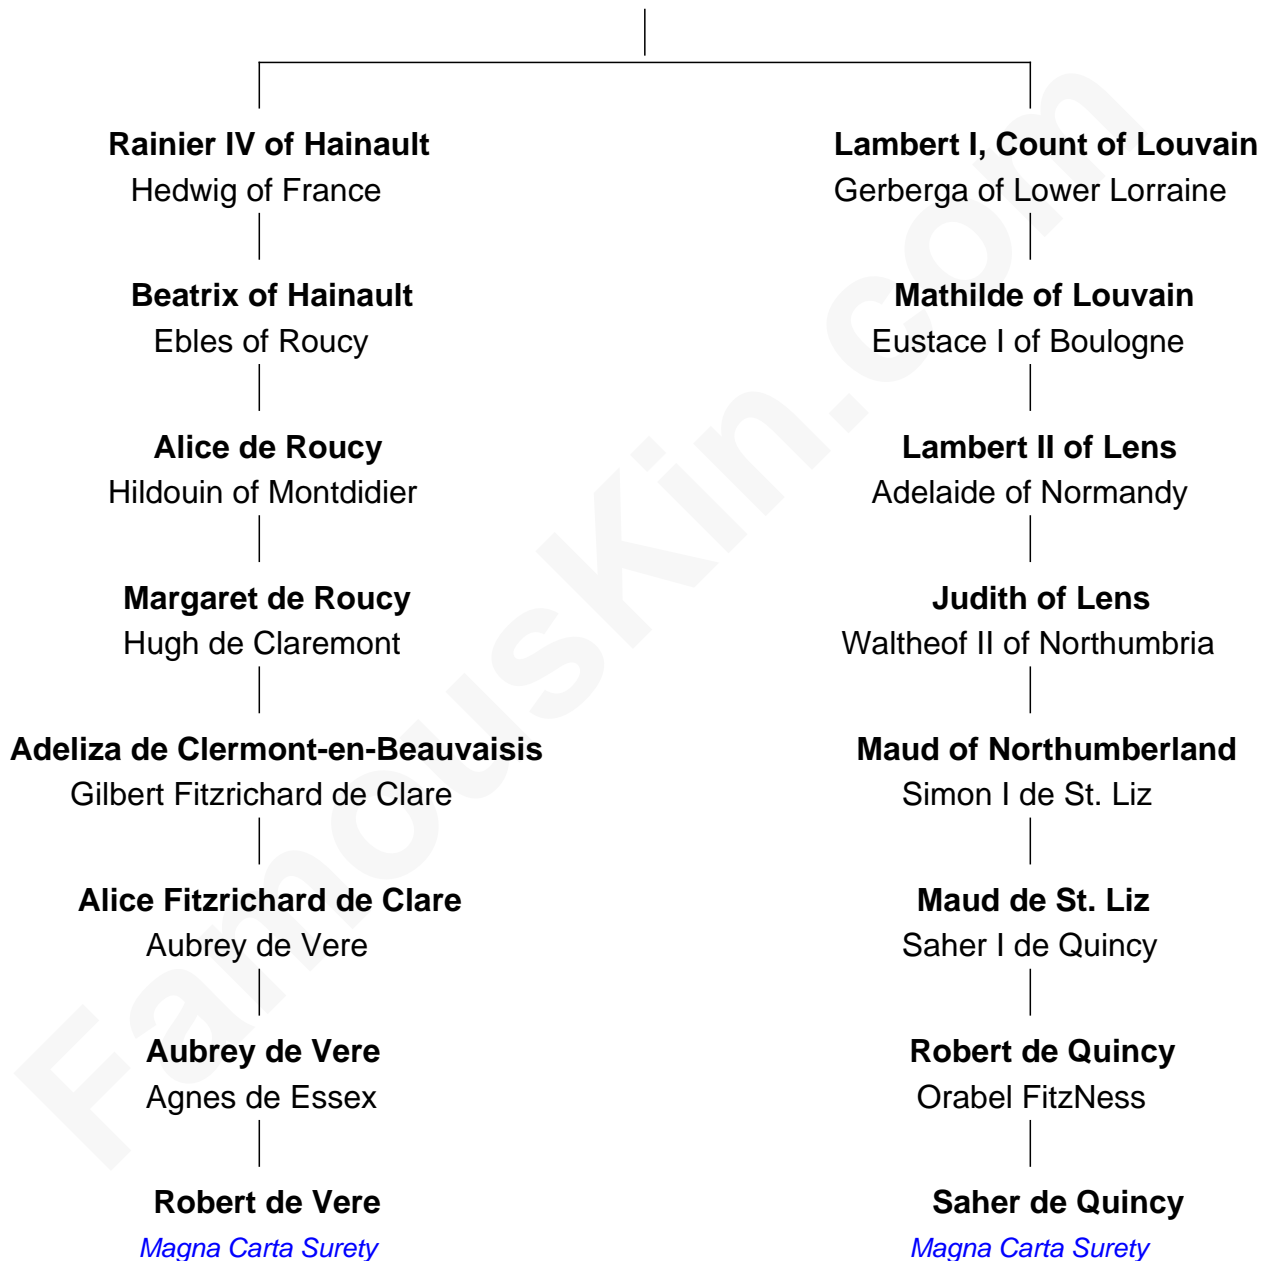 Rainier IV of Hainault
Hedwig of France
Lambert I, Count of Louvain
Gerberga of Lower Lorraine
Beatrix of Hainault
Ebles of Roucy
Mathilde of Louvain
Eustace I of Boulogne
Alice de Roucy
Hildouin of Montdidier
Lambert II of Lens
Adelaide of Normandy
Margaret de Roucy
Hugh de Claremont
Judith of Lens
Waltheof II of Northumbria
Adeliza de Clermont-en-Beauvaisis
Gilbert Fitzrichard de Clare
Maud of Northumberland
Simon I de St. Liz
Alice Fitzrichard de Clare
Aubrey de Vere
Maud de St. Liz
Saher I de Quincy
Aubrey de Vere
Agnes de Essex
Robert de Quincy
Orabel FitzNess
Robert de Vere
Magna Carta Surety
Saher de Quincy
Magna Carta Surety
FamousKin.com